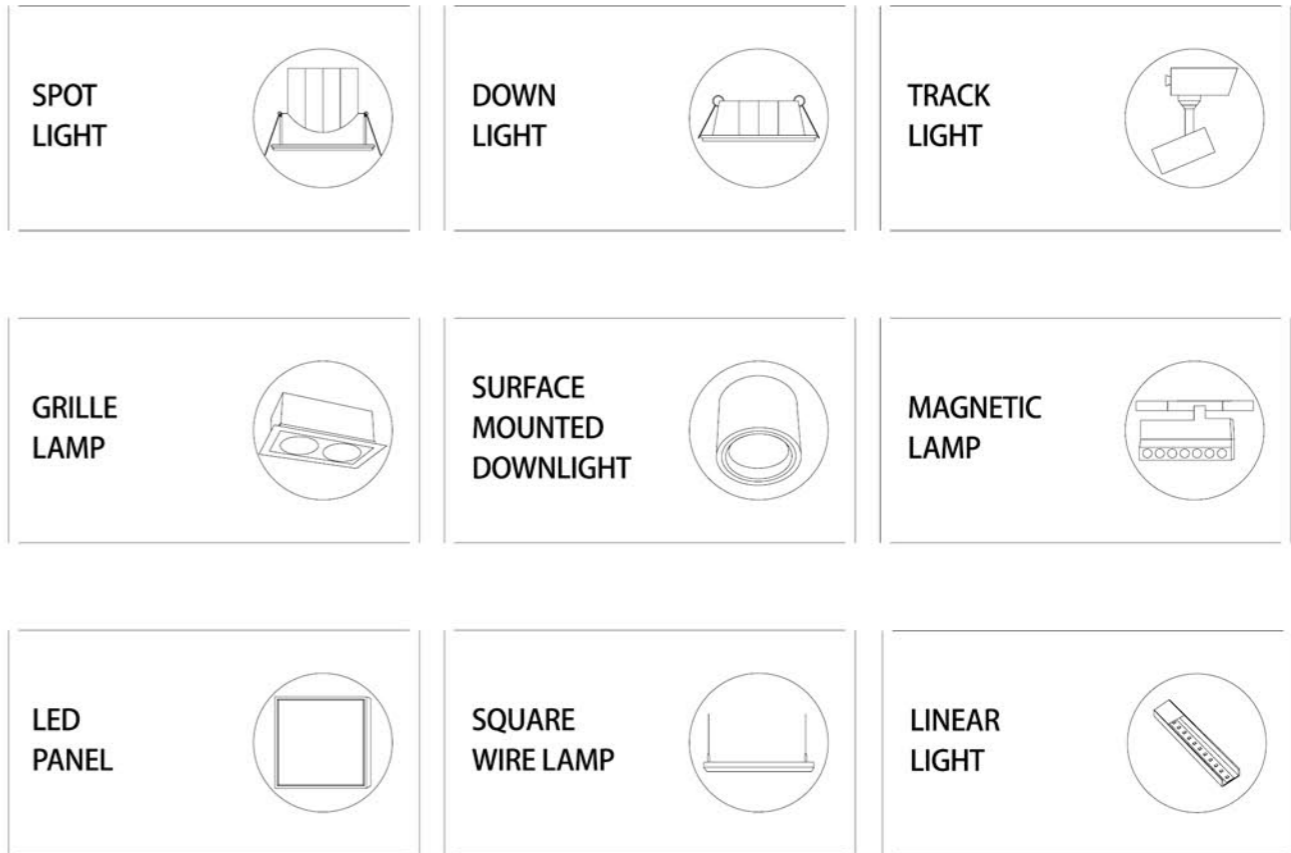 SPOT
LIGHT
DOWN
LIGHT
TRACK
LIGHT
GRILLE
LAMP
SURFACE
MOUNTED
DOWNLIGHT
MAGNETIC
LAMP
LED
PANEL
SQUARE
WIRE LAMP
LINEAR
LIGHT